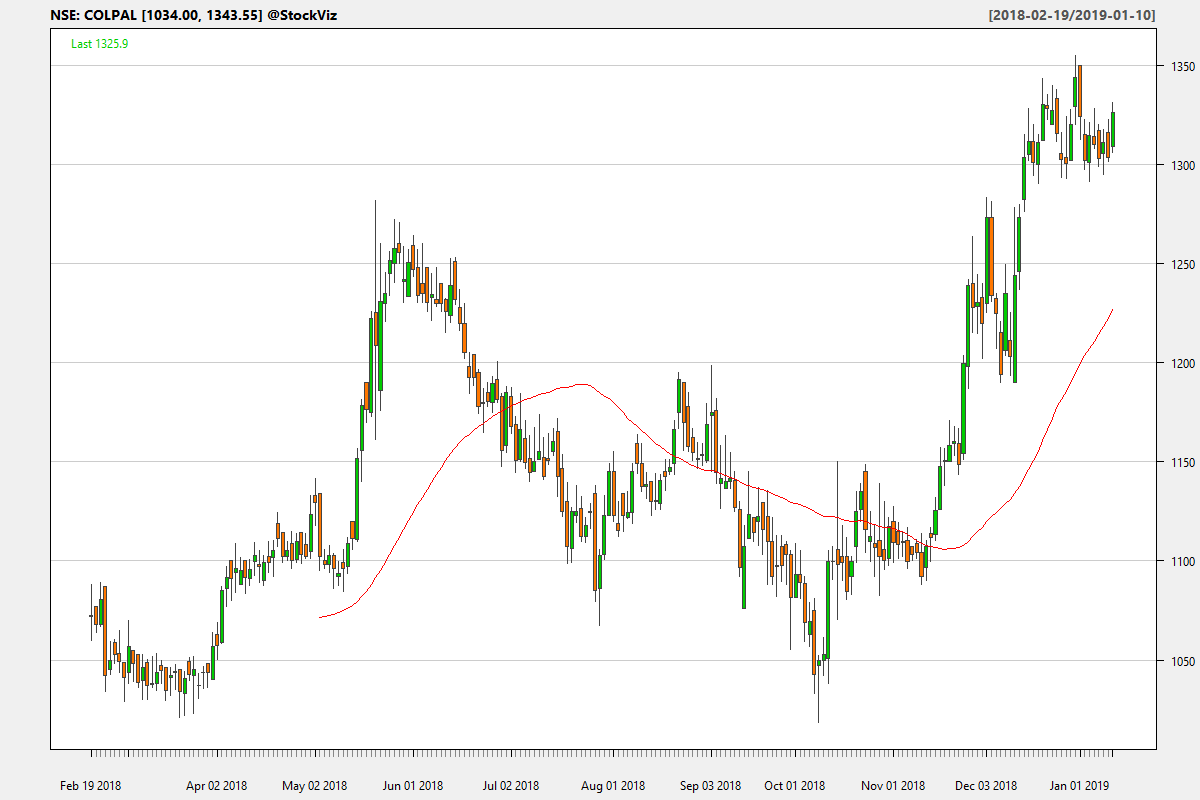 NSE: COLPAL [1034.00, 1343.55] @StockViz [2018-02-19/2019-01-10]
Last 1325.9
1350
1300
1250
1200
1150
1100
1050
Feb 19 2018 Apr 02 2018 May 02 2018 Jun 01 2018 Jul 02 2018 Aug 01 2018 Sep 03 2018 Oct 01 2018 Nov 01 2018 Dec 03 2018 Jan 01 2019